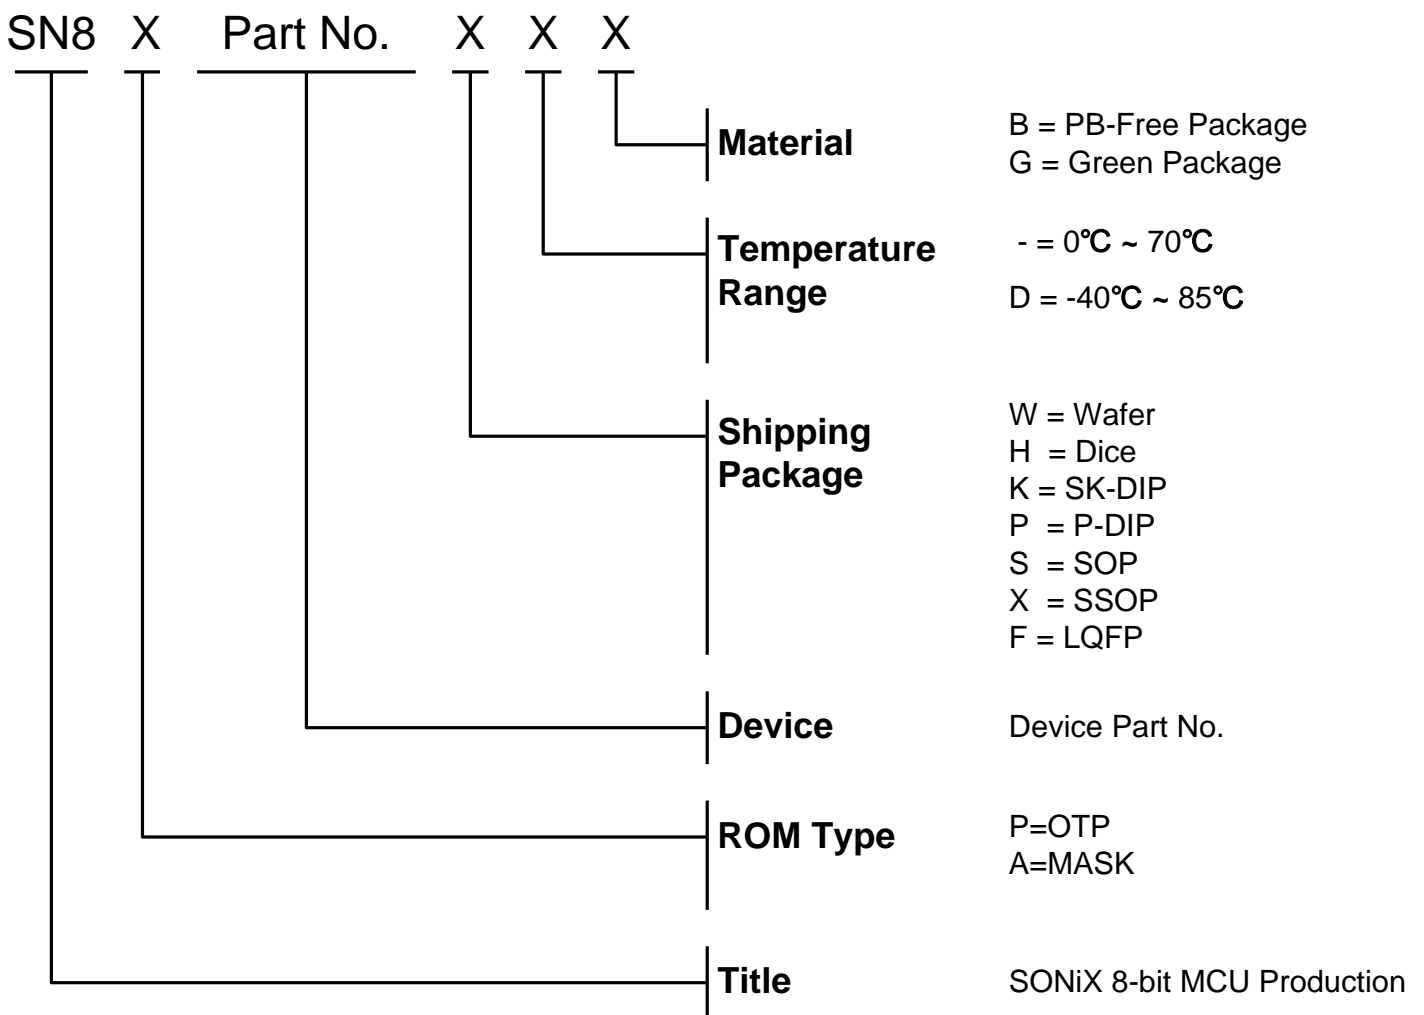 SN8 X Part No. X X X
Material
B = PB-Free Package
G = Green Package
Temperature
Range
- = 0℃ ~ 70℃
D = -40℃ ~ 85℃
Shipping
Package
W = Wafer
H = Dice
K = SK-DIP
P = P-DIP
S = SOP
X = SSOP
F = LQFP
Device
Device Part No.
ROM Type
P=OTP
A=MASK
Title
SONiX 8-bit MCU Production